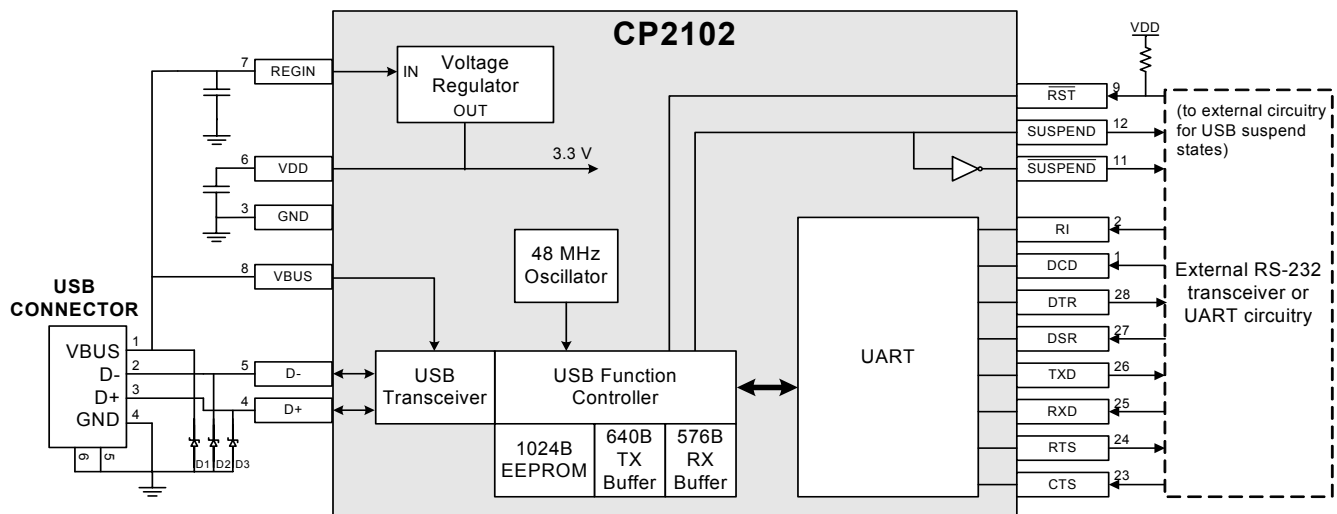 CP2102
VDD
7
REGIN
IN
Voltage
Regulator
OUT
6
VDD
3.3 V
3
GND
8
VBUS
48 MHz
Oscillator
RST
9
SUSPEND
12
SUSPEND
11
(to external circuitry
for USB suspend
states)
RI
2
DCD
1
DTR
28
DSR
27
TXD
26
RXD
25
RTS
24
CTS
23
External RS-232
transceiver or
UART circuitry
UART
USB
CONNECTOR
VBUS
1
D-
2
D+
3
GND
4
6
5
D1
D2
D3
5
D-
4
D+
USB
Transceiver
USB Function
Controller
1024B
EEPROM
640B
TX
Buffer
576B
RX
Buffer